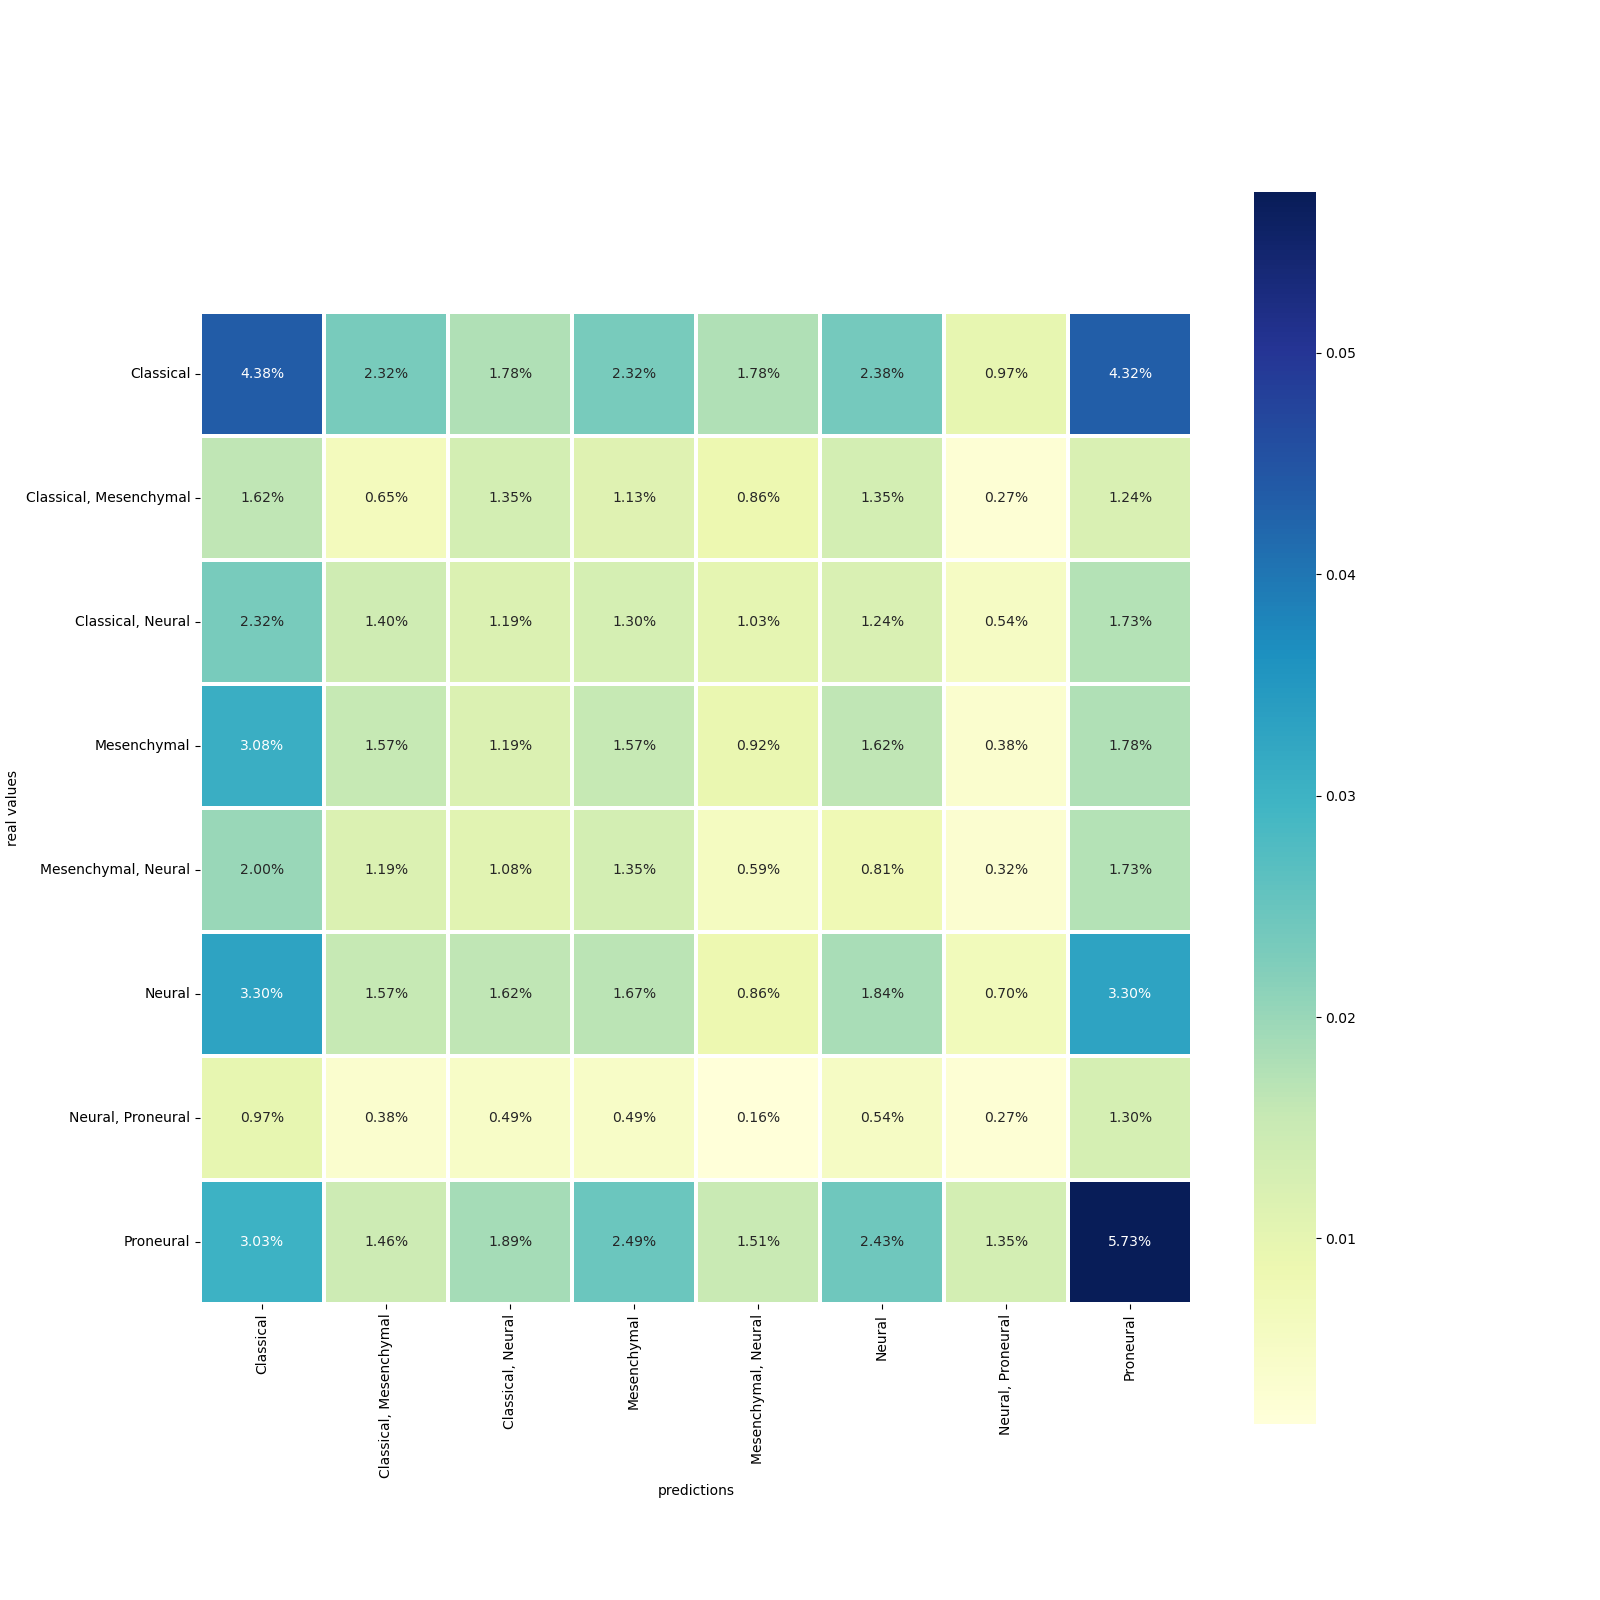 Classical 4.38% 2.32% 1.78% 2.32% 1.78% 2.38% 0.97% 4.32%
Classical, Mesenchymal 1.62% 0.65% 1.35% 1.13% 0.86% 1.35% 0.27% 1.24%
Classical, Neural 2.32% 1.40% 1.19% 1.30% 1.03% 1.24% 0.54% 1.73%
Mesenchymal 3.08% 1.57% 1.19% 1.57% 0.92% 1.62% 0.38% 1.78%
Mesenchymal, Neural 2.00% 1.19% 1.08% 1.35% 0.59% 0.81% 0.32% 1.73%
Neural 3.30% 1.57% 1.62% 1.67% 0.86% 1.84% 0.70% 3.30%
Neural, Proneural 0.97% 0.38% 0.49% 0.49% 0.16% 0.54% 0.27% 1.30%
Proneural 3.03% 1.46% 1.89% 2.49% 1.51% 2.43% 1.35% 5.73%
real values
Classical
Classical, Mesenchymal
Classical, Neural
Mesenchymal
Mesenchymal, Neural
Neural
Neural, Proneural
Proneural
predictions
0.05
0.04
0.03
0.02
0.01